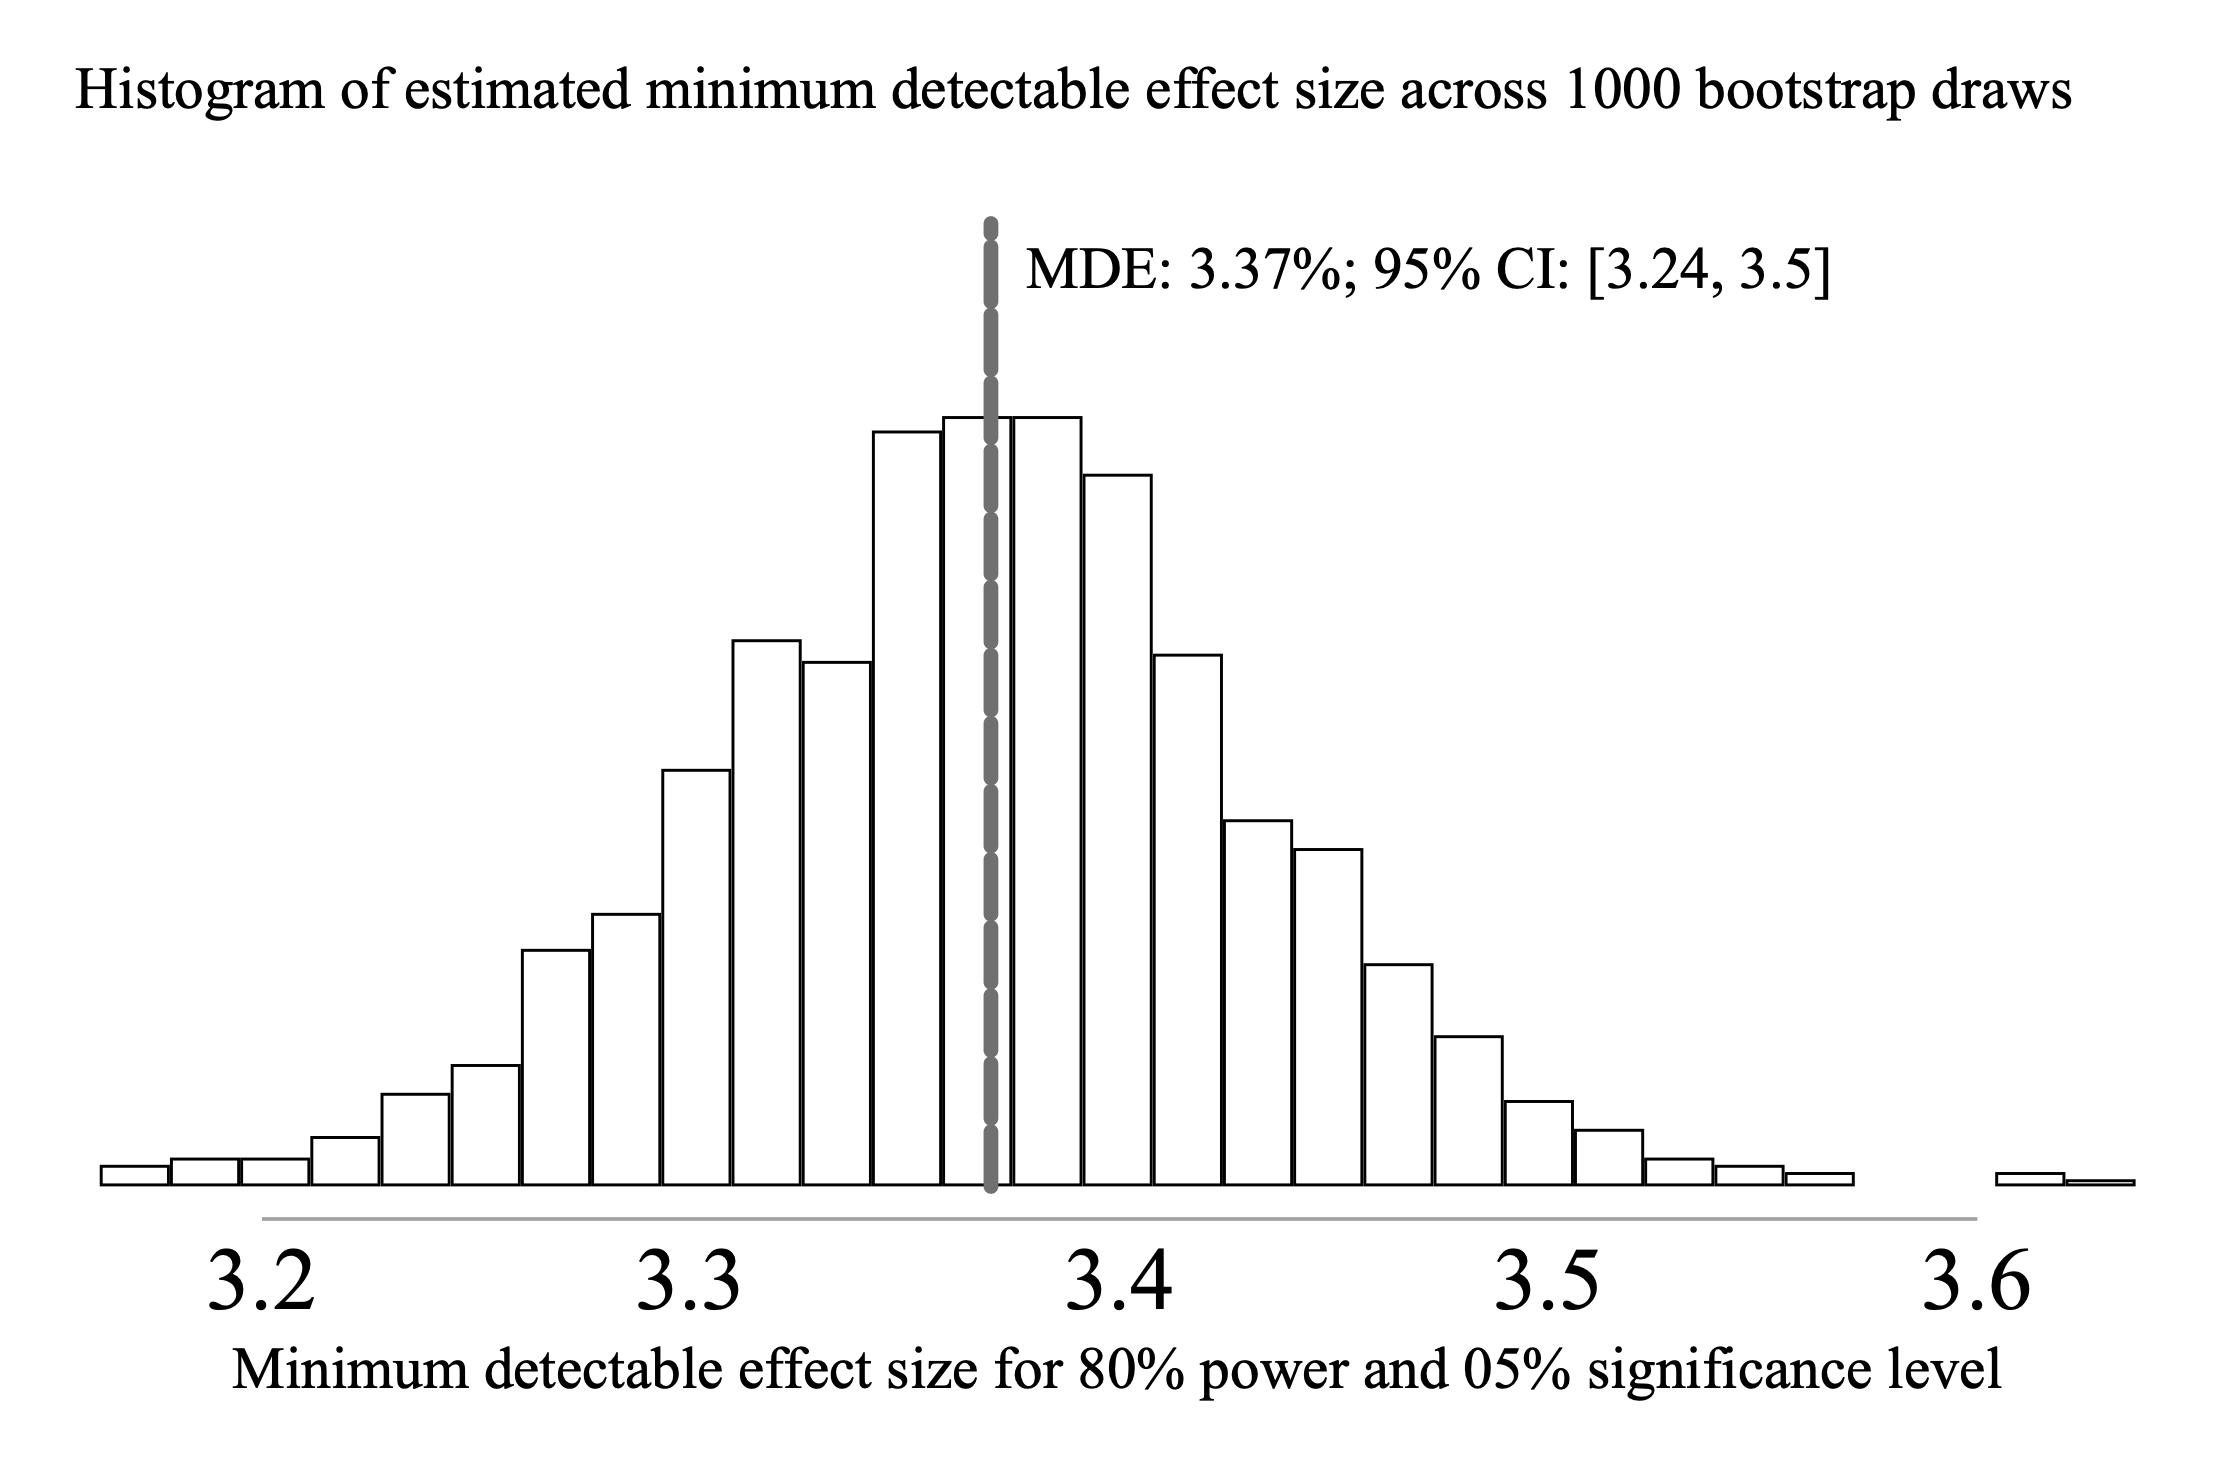 Histogram of estimated minimum detectable effect size across 1000 bootstrap draws
MDE: 3.37%; 95% CI: [3.24, 3.5]
3.2 3.3 3.4 3.5 3.6
Minimum detectable effect size for 80% power and 05% significance level